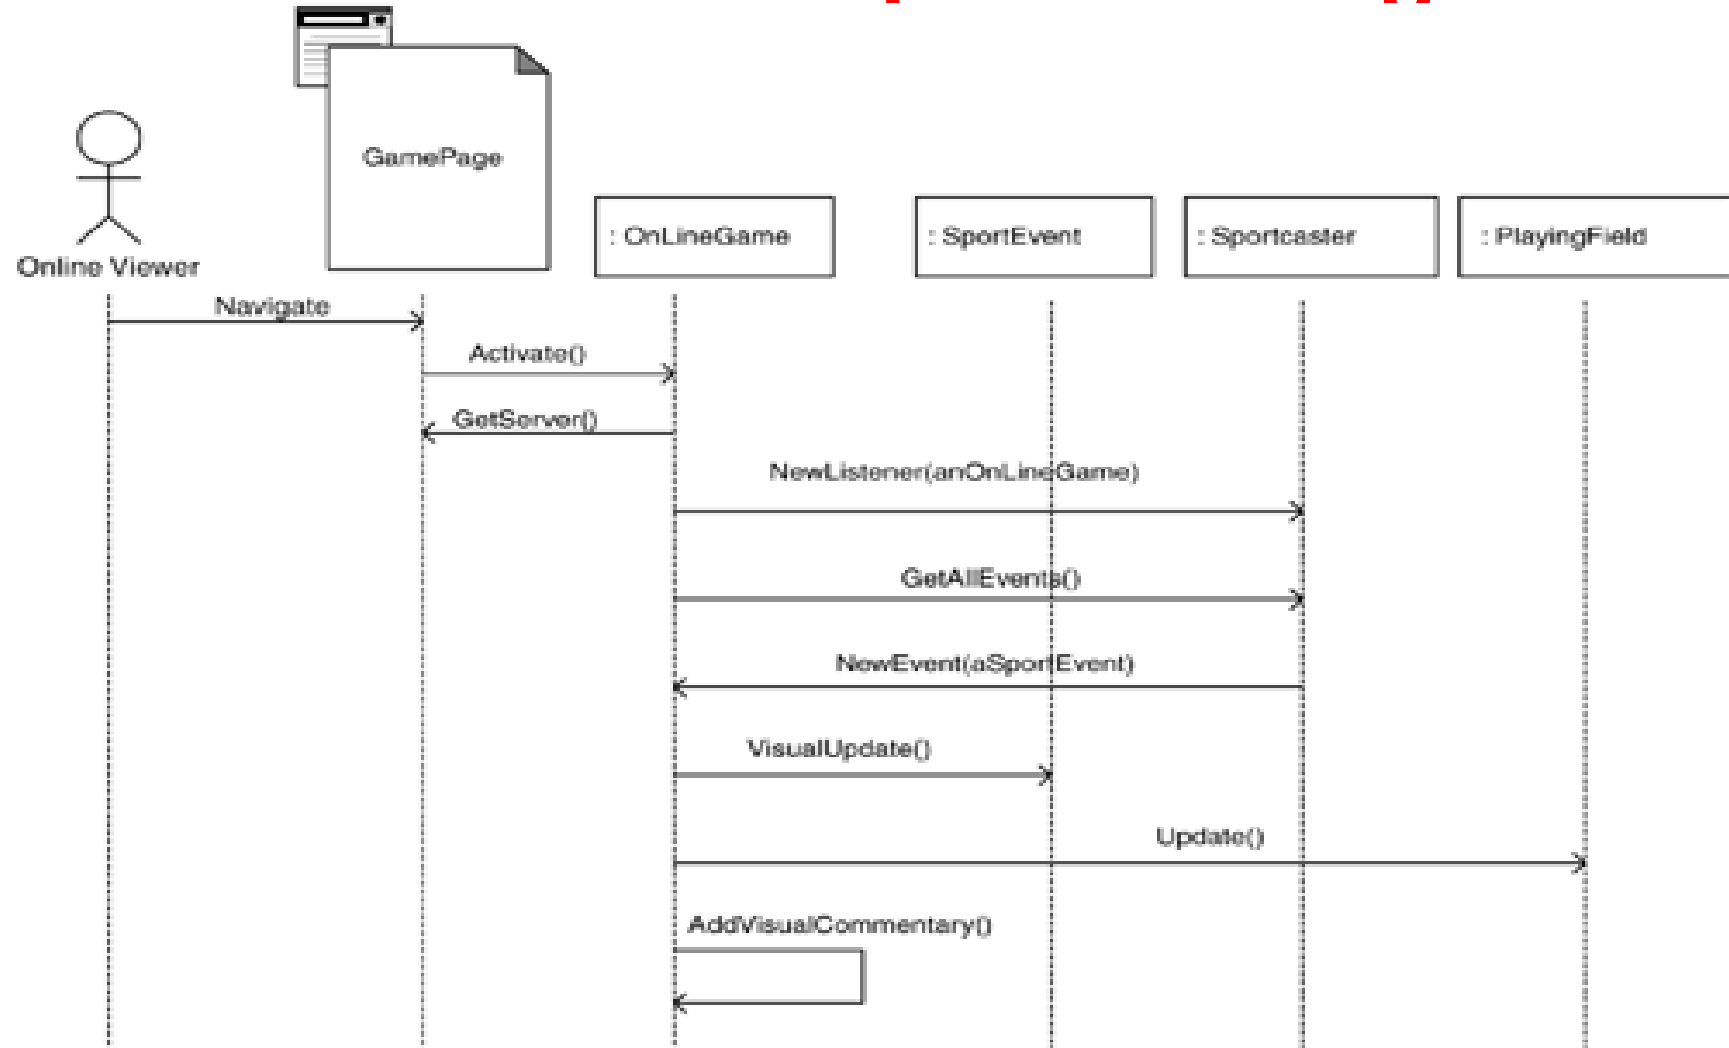 GamePage
: OnLineGame
: SportEvent
: Sportcaster
: PlayingField
Online Viewer
Navigate
Activate()
GetServer()
NewListener(anOnLineGame)
GetAllEvents()
NewEvent(aSportEvent)
VisualUpdate()
Update()
AddVisualCommentary()